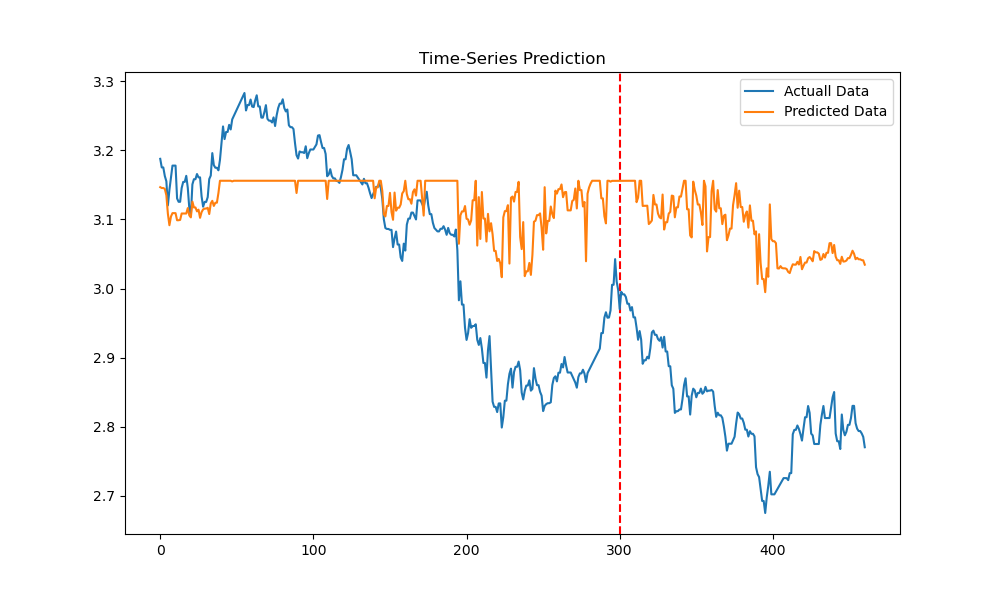 Time-Series Prediction
Actuall Data
Predicted Data
3.3
3.2
3.1
3.0
2.9
2.8
2.7
0 100 200 300 400